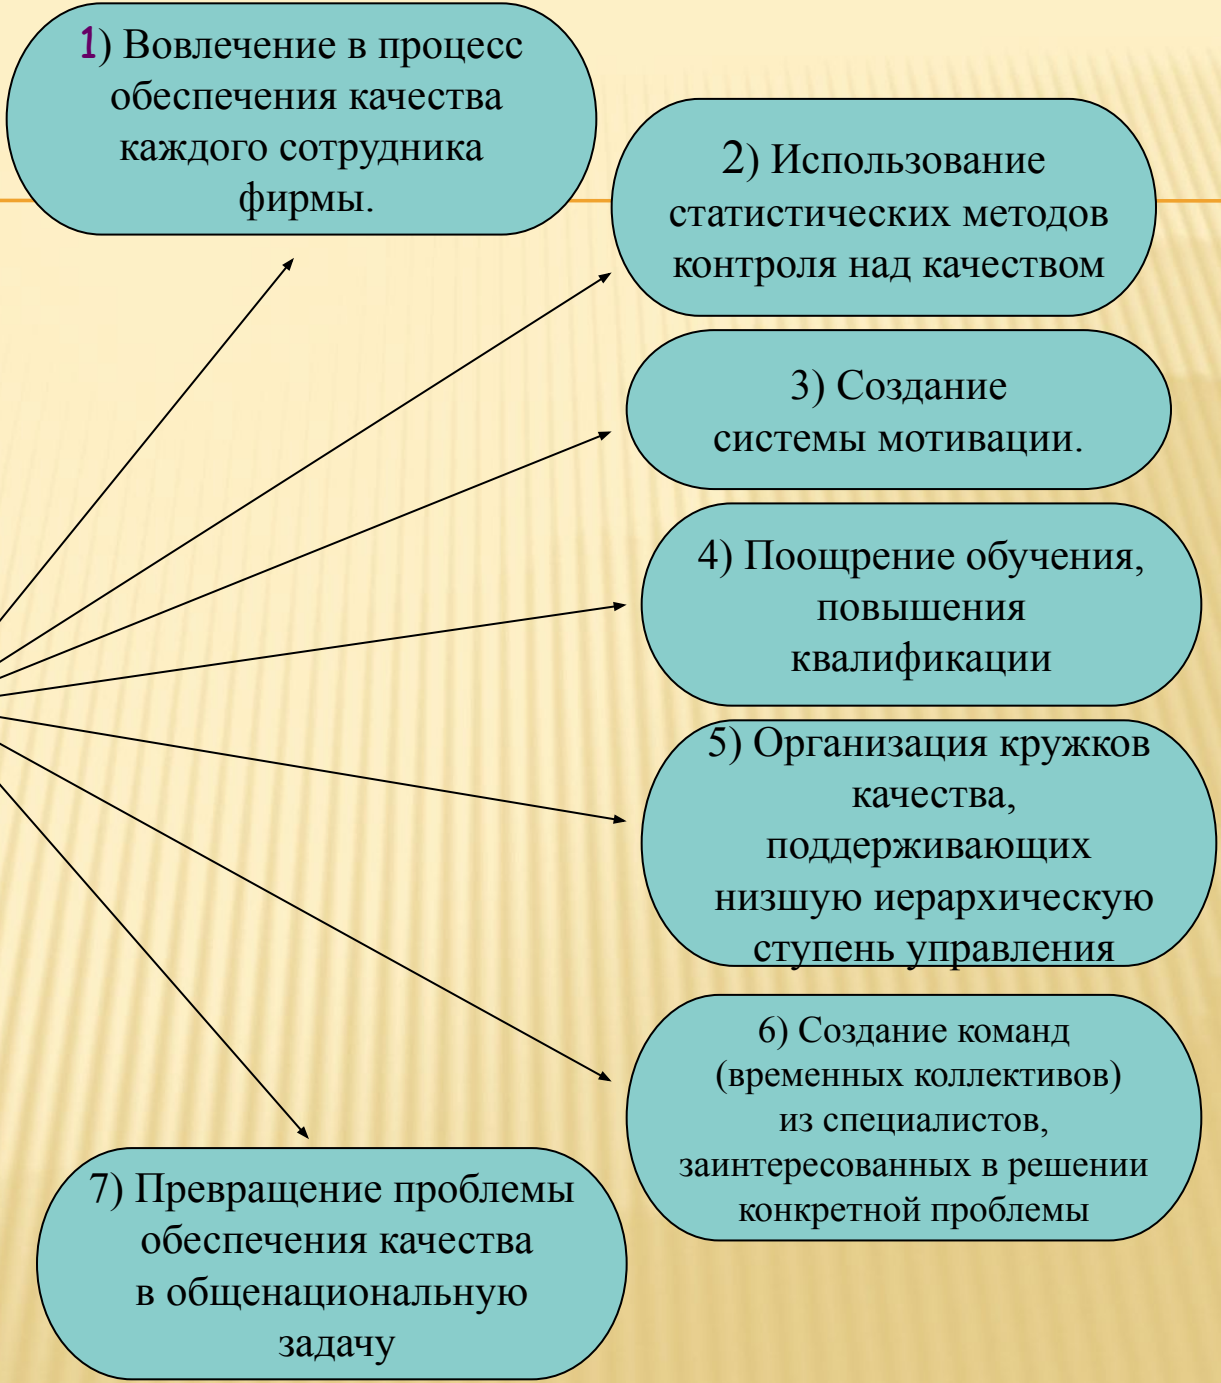 1) Вовлечение в процесс
обеспечения качества
каждого сотрудника
фирмы.
2) Использование
статистических методов
контроля над качеством
3) Создание
системы мотивации.
4) Поощрение обучения,
повышения
квалификации
5) Организация кружков
качества,
поддерживающих
низшую иерархическую
ступень управления
6) Создание команд
(временных коллективов)
из специалистов,
заинтересованных в решении
конкретной проблемы
7) Превращение проблемы
обеспечения качества
в общенациональную
задачу